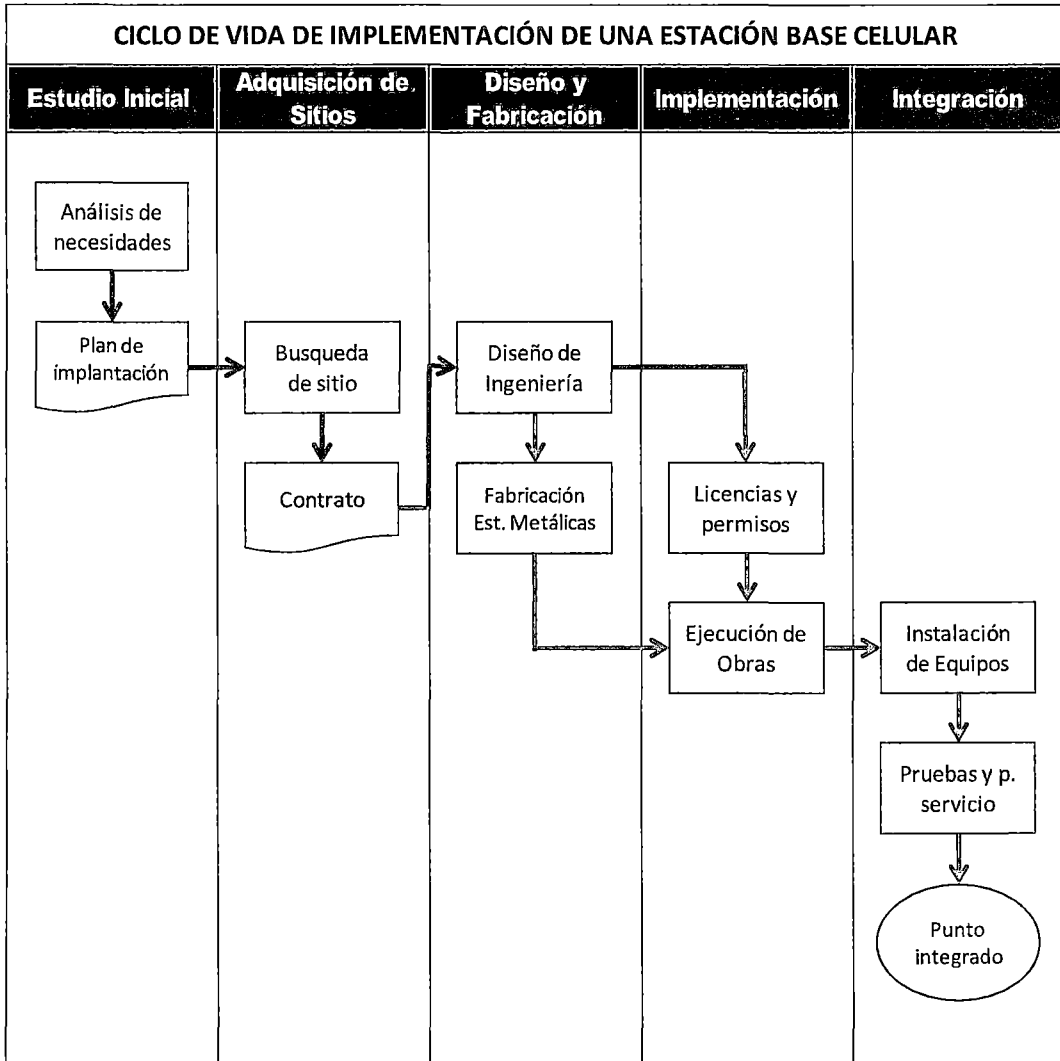 CICLO DE VIDA DE IMPLEMENTACIÓN DE UNA ESTACIÓN BASE CELULAR
Estudio Inicial
Adquisición de
Sitios
Diseño y
Fabricación
Implementación
Integración
Análisis de
necesidades
Plan de
implantación
Busqueda
de sitio
Contrato
Diseño de
Ingeniería
Fabricación
Est. Metálicas
Licencias y
permisos
Ejecución de
Obras
Instalación
de Equipos
Pruebas y p.
servicio
Punto
integrado